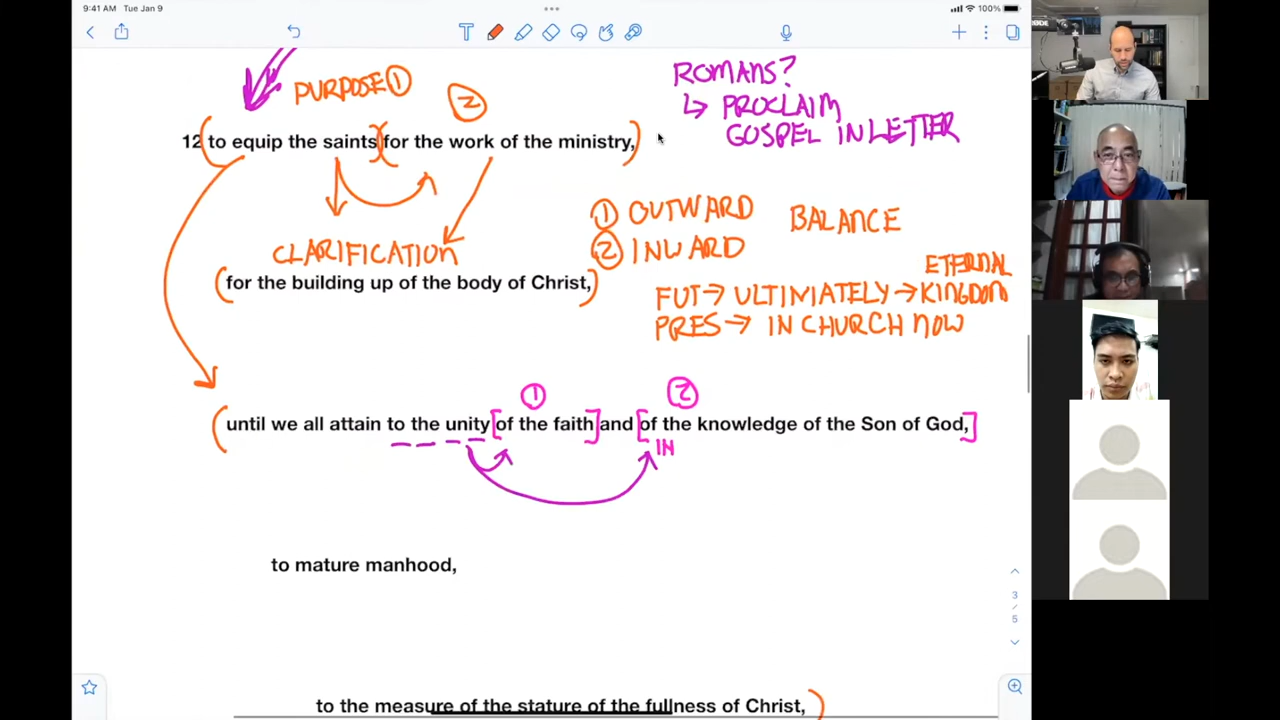 9:41 AM Tue Jan 9
100%
PURPOSE ①
②
ROMANS?
↳ PROCLAIM
GOSPEL IN LETTER
12 (to equip the saints)(for the work of the ministry,)
CLARIFICATION
① OUTWARD BALANCE
② INWARD
(for the building up of the body of Christ,)
ETERNAL
FUT → ULTIMIATELY → KINGDOM
PRES → IN CHURCH NOW
① ②
(until we all attain to the unity [of the faith] and [of the knowledge of the Son of God,]
IN
to mature manhood,
3
/
5
to the measure of the stature of the fullness of Christ,)